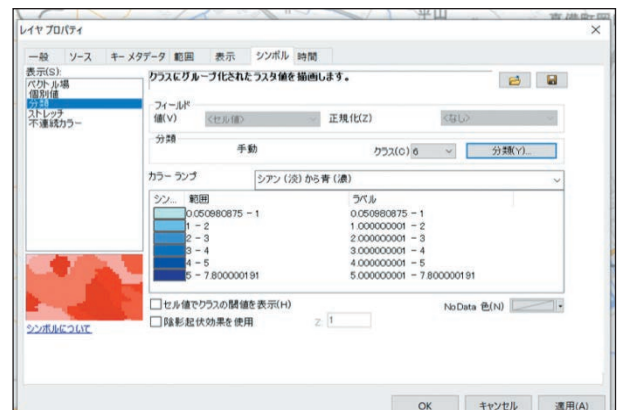 平山
真備町岡
レイヤ プロパティ
一般 ソース キー メタデータ 範囲 表示 シンボル 時間
表示(S):
ベクトル場
個別値
分類
ストレッチ
不連続カラー
クラスにグループ化されたラスタ値を描画します。
フィールド
値(V) <セル値> 正規化(Z) <なし>
分類
手動 クラス(C) 6 分類(Y)...
カラー ランプ シアン (淡) から青 (濃)
シン... 範囲 ラベル
0.050980875 - 1 0.050980875 - 1
1 - 2 1.000000001 - 2
2 - 3 2.000000001 - 3
3 - 4 3.000000001 - 4
4 - 5 4.000000001 - 5
5 - 7.800000191 5.000000001 - 7.800000191
セル値でクラスの閾値を表示(H) NoData 色(N)
陰影起伏効果を使用 Z: 1
シンボルについて
OK キャンセル 適用(A)